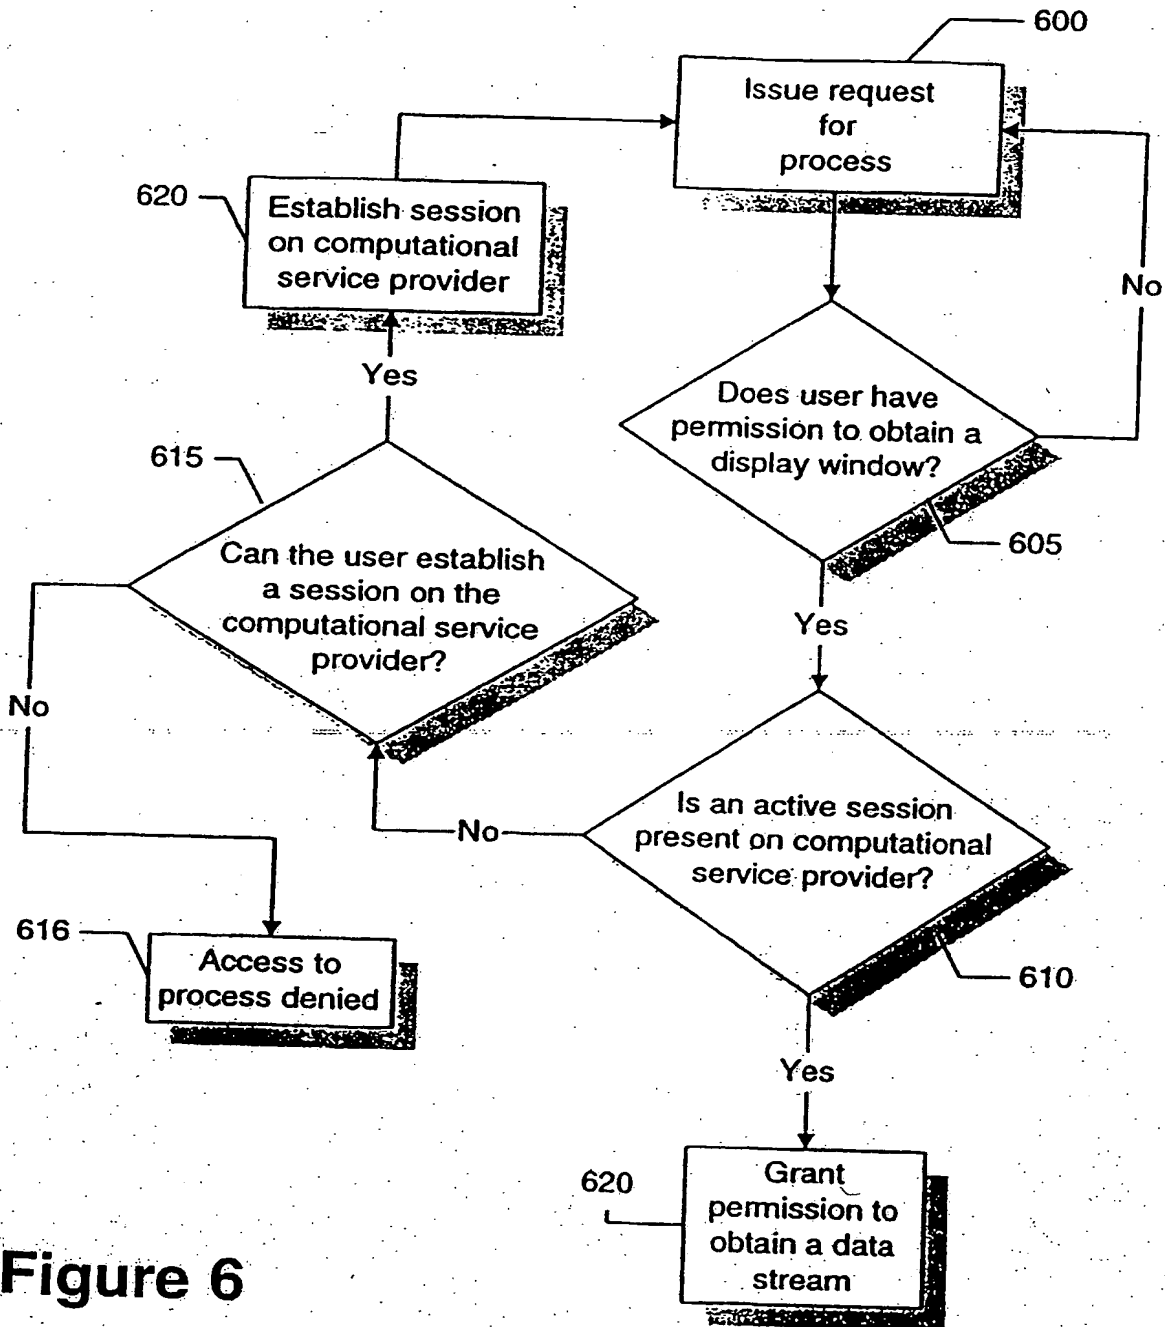 600
Issue request
for
process
620
Establish session
on computational
service provider
No
Yes
Does user have
permission to obtain a
display window?
615
605
Can the user establish
a session on the
computational service
provider?
Yes
No
Is an active session
present on computational
service provider?
No
616
Access to
process denied
610
Yes
620
Grant
permission to
obtain a data
stream
Figure 6